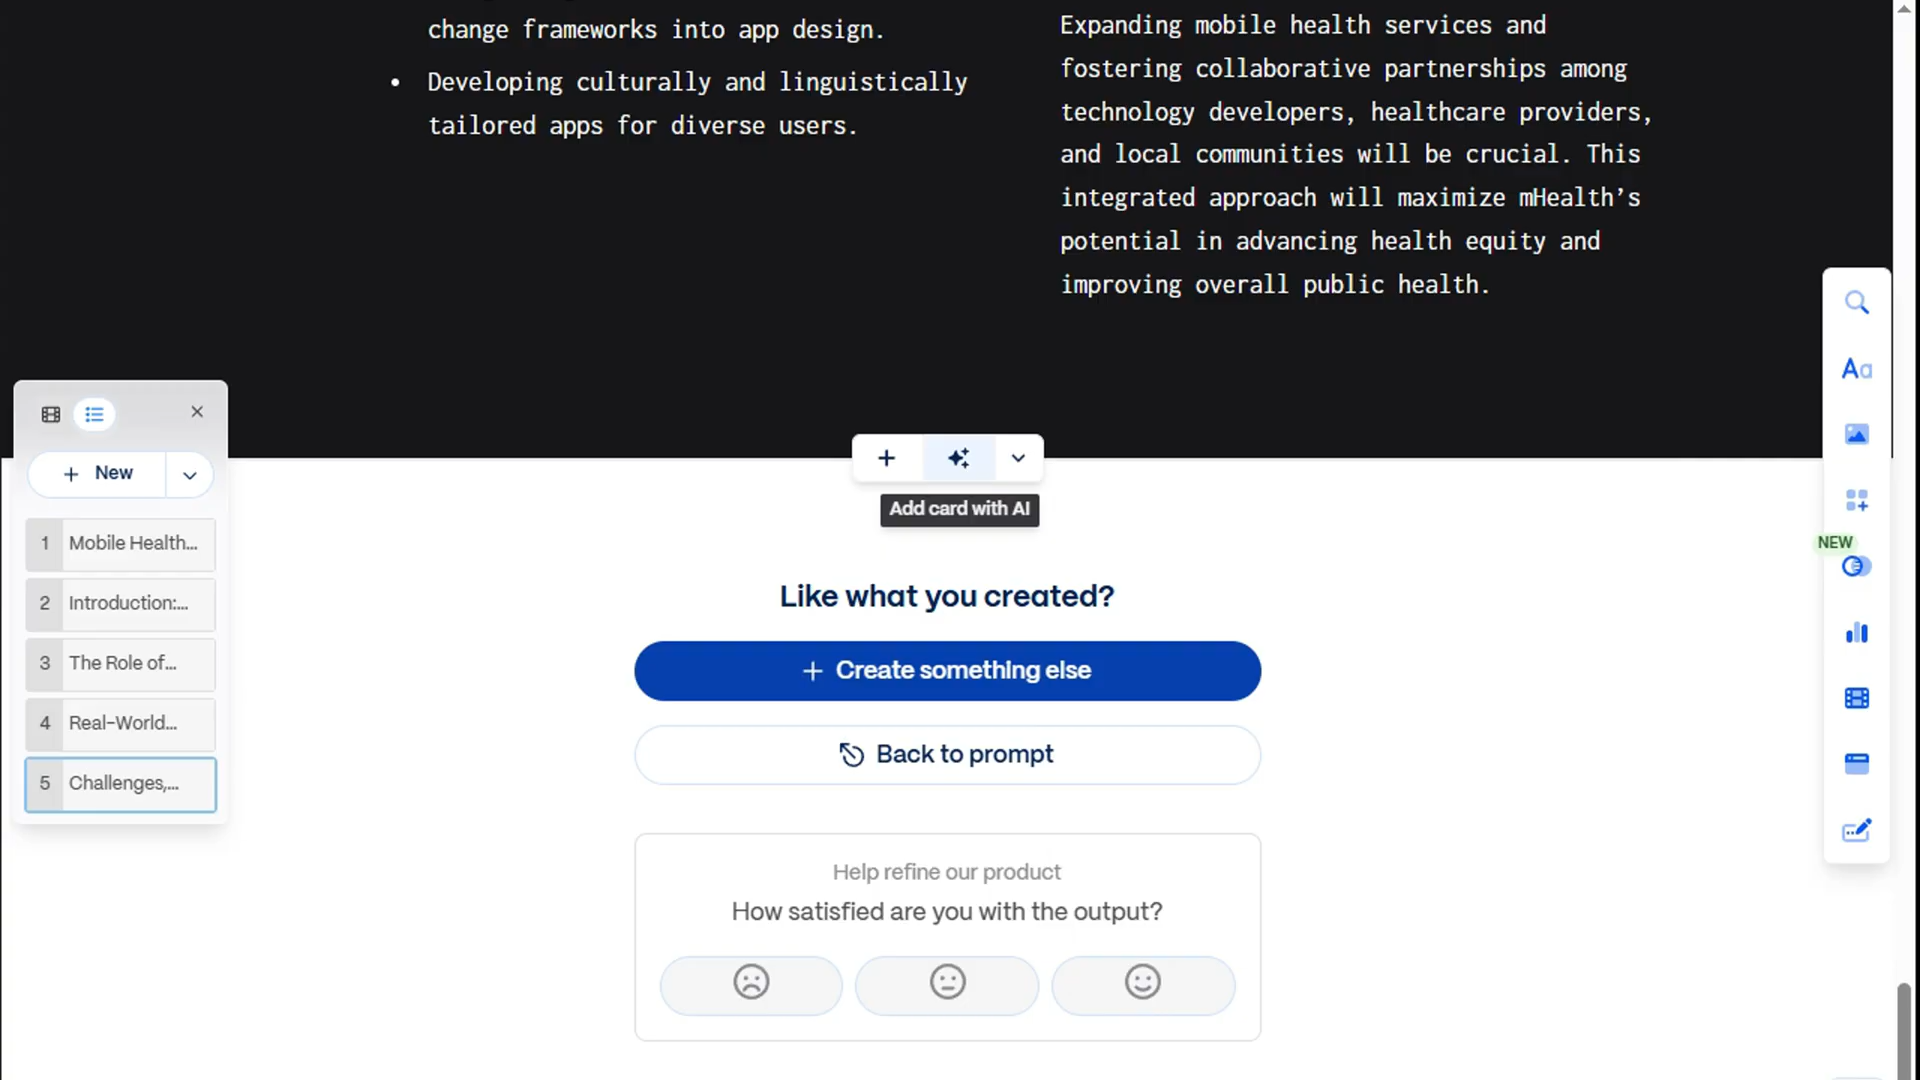 change frameworks into app design.
• Developing culturally and linguistically
tailored apps for diverse users.
Expanding mobile health services and
fostering collaborative partnerships among
technology developers, healthcare providers,
and local communities will be crucial. This
integrated approach will maximize mHealth’s
potential in advancing health equity and
improving overall public health.
+ New
1 Mobile Health...
2 Introduction:...
3 The Role of...
4 Real-World...
5 Challenges,...
Add card with AI
Like what you created?
+ Create something else
Back to prompt
Help refine our product
How satisfied are you with the output?
Aa
NEW